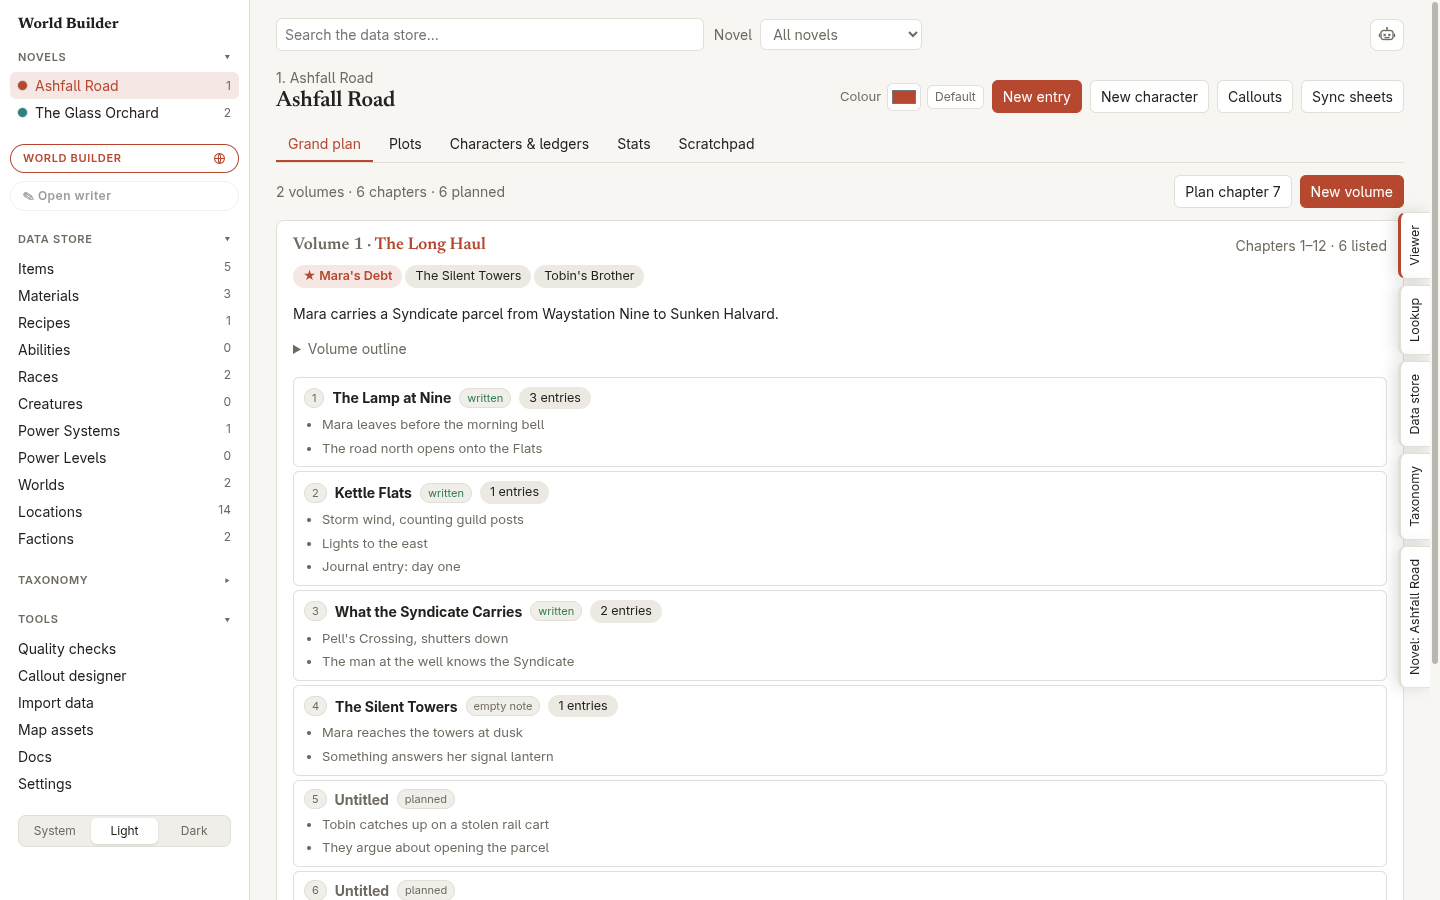 World Builder
NOVELS
Ashfall Road 1
The Glass Orchard 2
WORLD BUILDER
✎ Open writer
DATA STORE
Items 5
Materials 3
Recipes 1
Abilities 0
Races 2
Creatures 0
Power Systems 1
Power Levels 0
Worlds 2
Locations 14
Factions 2
TAXONOMY
TOOLS
Quality checks
Callout designer
Import data
Map assets
Docs
Settings
System Light Dark
Search the data store... Novel All novels
1. Ashfall Road
Ashfall Road
Colour Default New entry New character Callouts Sync sheets
Grand plan Plots Characters & ledgers Stats Scratchpad
2 volumes · 6 chapters · 6 planned Plan chapter 7 New volume
Volume 1 · The Long Haul Chapters 1–12 · 6 listed
★ Mara's Debt The Silent Towers Tobin's Brother
Mara carries a Syndicate parcel from Waystation Nine to Sunken Halvard.
▶ Volume outline
1 The Lamp at Nine written 3 entries
• Mara leaves before the morning bell
• The road north opens onto the Flats
2 Kettle Flats written 1 entries
• Storm wind, counting guild posts
• Lights to the east
• Journal entry: day one
3 What the Syndicate Carries written 2 entries
• Pell's Crossing, shutters down
• The man at the well knows the Syndicate
4 The Silent Towers empty note 1 entries
• Mara reaches the towers at dusk
• Something answers her signal lantern
5 Untitled planned
• Tobin catches up on a stolen rail cart
• They argue about opening the parcel
6 Untitled planned
Viewer
Lookup
Data store
Taxonomy
Novel: Ashfall Road